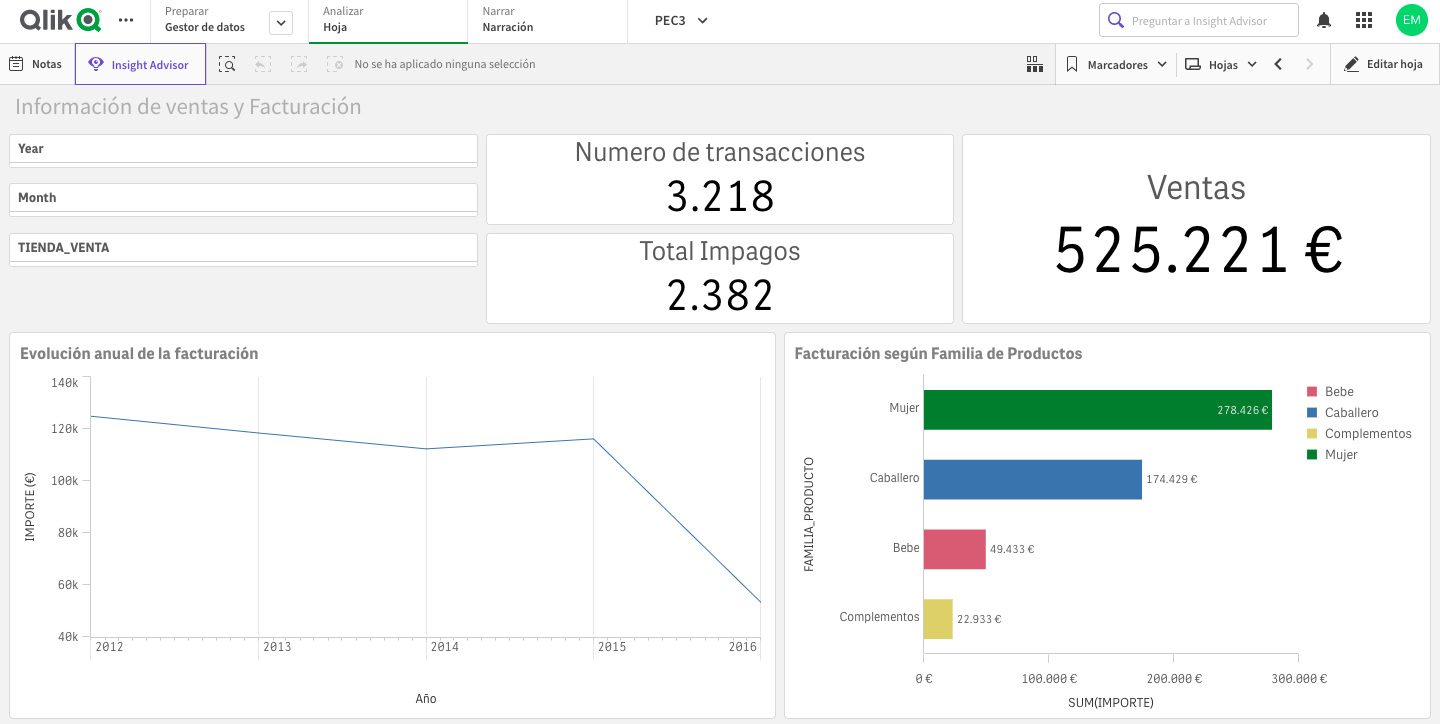 Qlik
Preparar
Gestor de datos
Analizar
Hoja
Narrar
Narración
PEC3
Preguntar a Insight Advisor
EM
Notas
Insight Advisor
No se ha aplicado ninguna selección
Marcadores
Hojas
Editar hoja
Información de ventas y Facturación
Year
Month
TIENDA_VENTA
Numero de transacciones
3.218
Total Impagos
2.382
Ventas
525.221 €
Evolución anual de la facturación
IMPORTE (€)
140k
120k
100k
80k
60k
40k
2012
2013
2014
2015
2016
Año
Facturación según Familia de Productos
FAMILIA_PRODUCTO
Mujer
278.426 €
Caballero
174.429 €
Bebe
49.433 €
Complementos
22.933 €
0 €
100.000 €
200.000 €
300.000 €
SUM(IMPORTE)
Bebe
Caballero
Complementos
Mujer